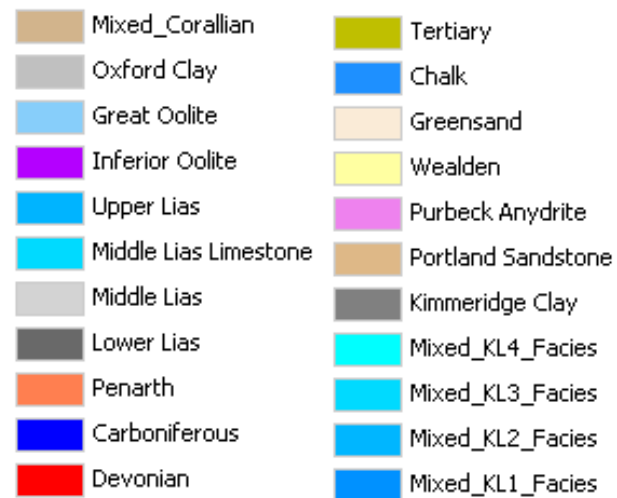 Mixed_Corallian
Oxford Clay
Great Oolite
Inferior Oolite
Upper Lias
Middle Lias Limestone
Middle Lias
Lower Lias
Penarth
Carboniferous
Devonian
Tertiary
Chalk
Greensand
Wealden
Purbeck Anydrite
Portland Sandstone
Kimmeridge Clay
Mixed_KL4_Facies
Mixed_KL3_Facies
Mixed_KL2_Facies
Mixed_KL1_Facies